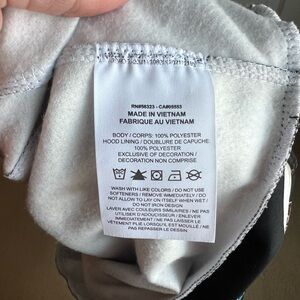 RN#56323 - CA#05553
MADE IN VIETNAM
FABRIQUE AU VIETNAM
BODY / CORPS: 100% POLYESTER
HOOD LINING / DOUBLURE DE CAPUCHE:
100% POLYESTER
EXCLUSIVE OF DECORATION /
DECORATION NON COMPRISE
WASH WITH LIKE COLORS / DO NOT USE
SOFTENERS / REMOVE IMMEDIATELY / DO
NOT ALLOW TO LAY ON ITSELF WHEN WET /
DO NOT IRON DESIGN
LAVER AVEC COULEURS SIMILAIRES / NE PAS
UTILISER D'ADOUCISSEUR / ENLEVER
IMMEDIATEMENT / NE PAS LAISSER LE
VÊTEMENT PLIÉ LORSQU'IL EST MOUILLÉ / NE
PAS REPASSER LE DESSIN